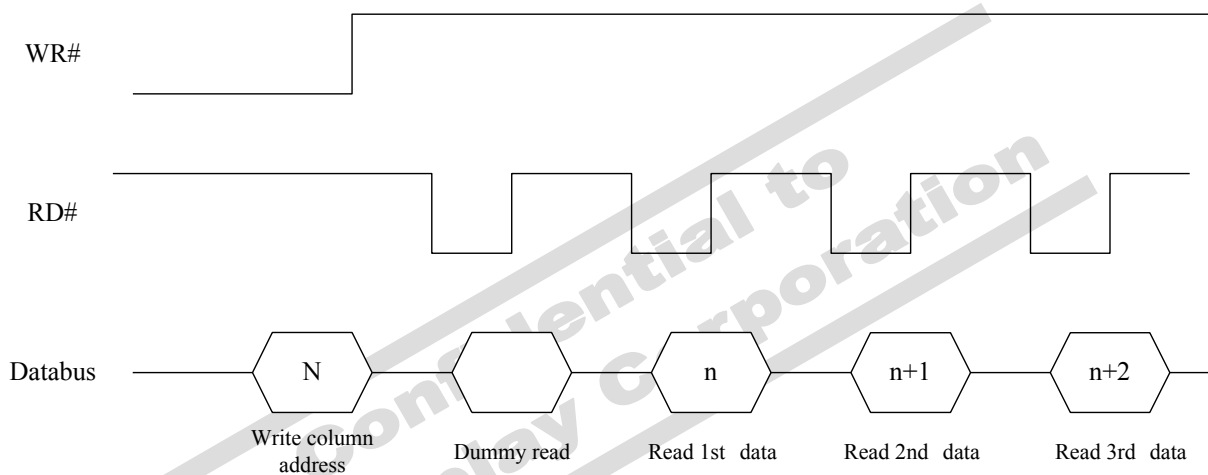 WR#
RD#
Databus
N
n
n+1
n+2
Write column
address
Dummy read
Read 1st data
Read 2nd data
Read 3rd data
Confidential to
Corporation